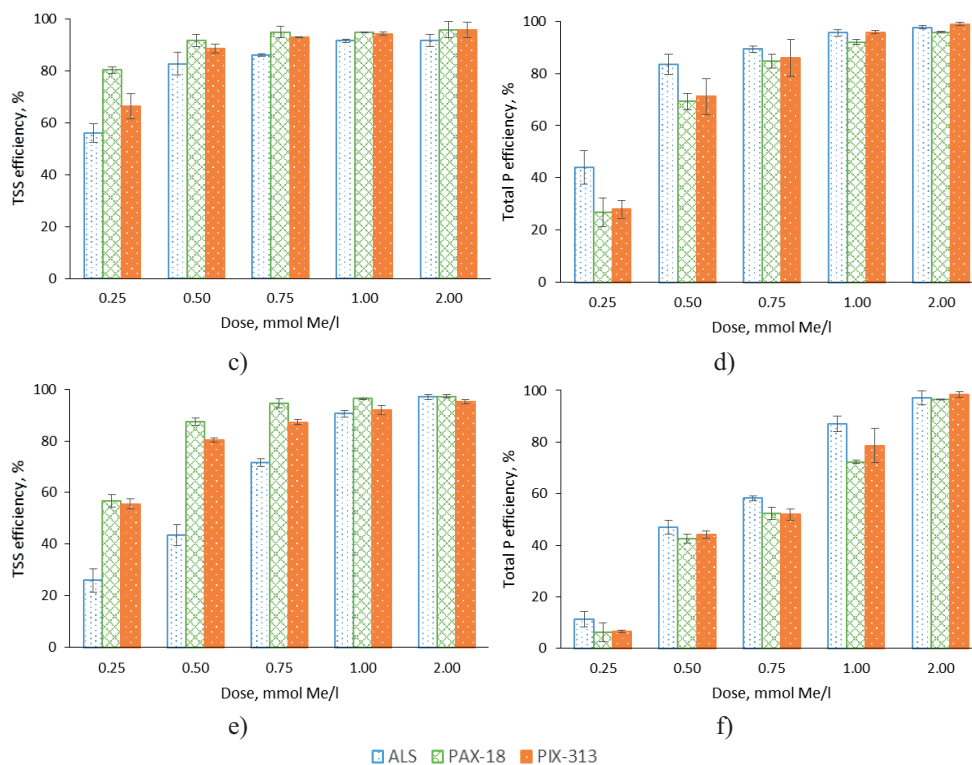 TSS efficiency, %
100
80
60
40
20
0
0.25 0.50 0.75 1.00 2.00
Dose, mmol Me/l
c)
Total P efficiency, %
100
80
60
40
20
0
0.25 0.50 0.75 1.00 2.00
Dose, mmol Me/l
d)
TSS efficiency, %
100
80
60
40
20
0
0.25 0.50 0.75 1.00 2.00
Dose, mmol Me/l
e)
Total P efficiency, %
100
80
60
40
20
0
0.25 0.50 0.75 1.00 2.00
Dose, mmol Me/l
f)
ALS PAX-18 PIX-313